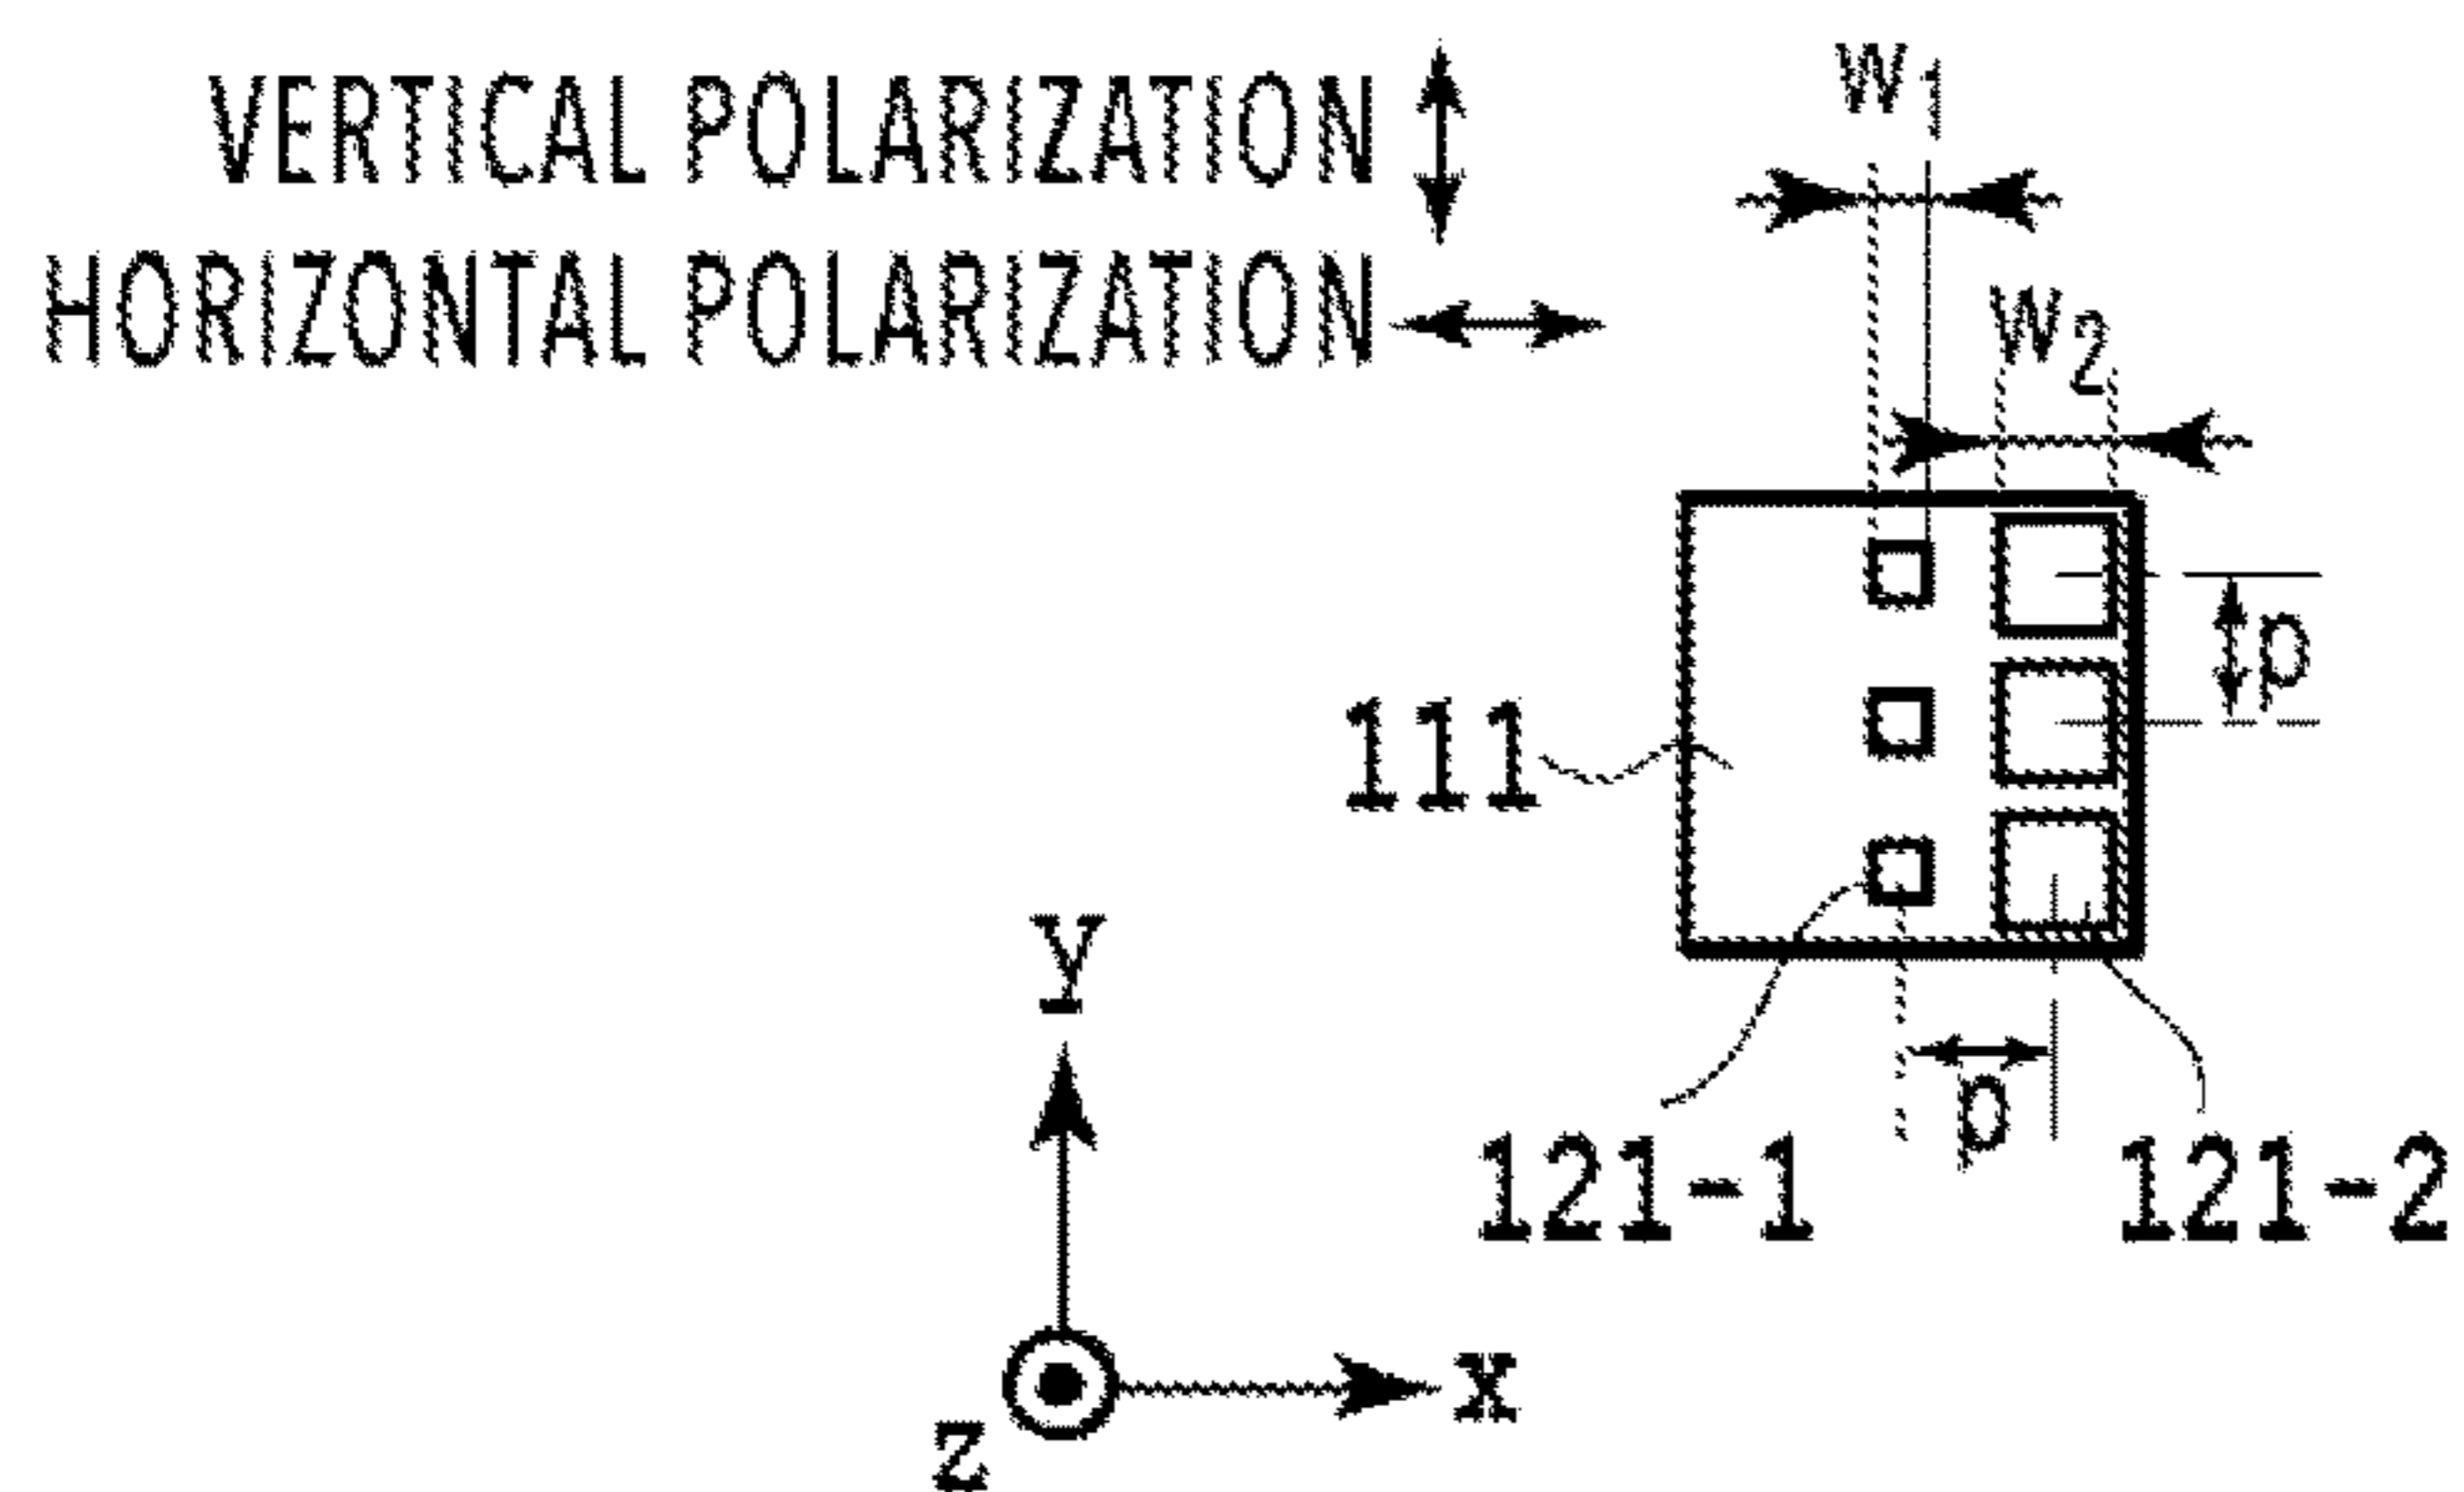 VERTICAL POLARIZATION
HORIZONTAL POLARIZATION
w1
w2
p
111
y
p
121-1
121-2
x
z